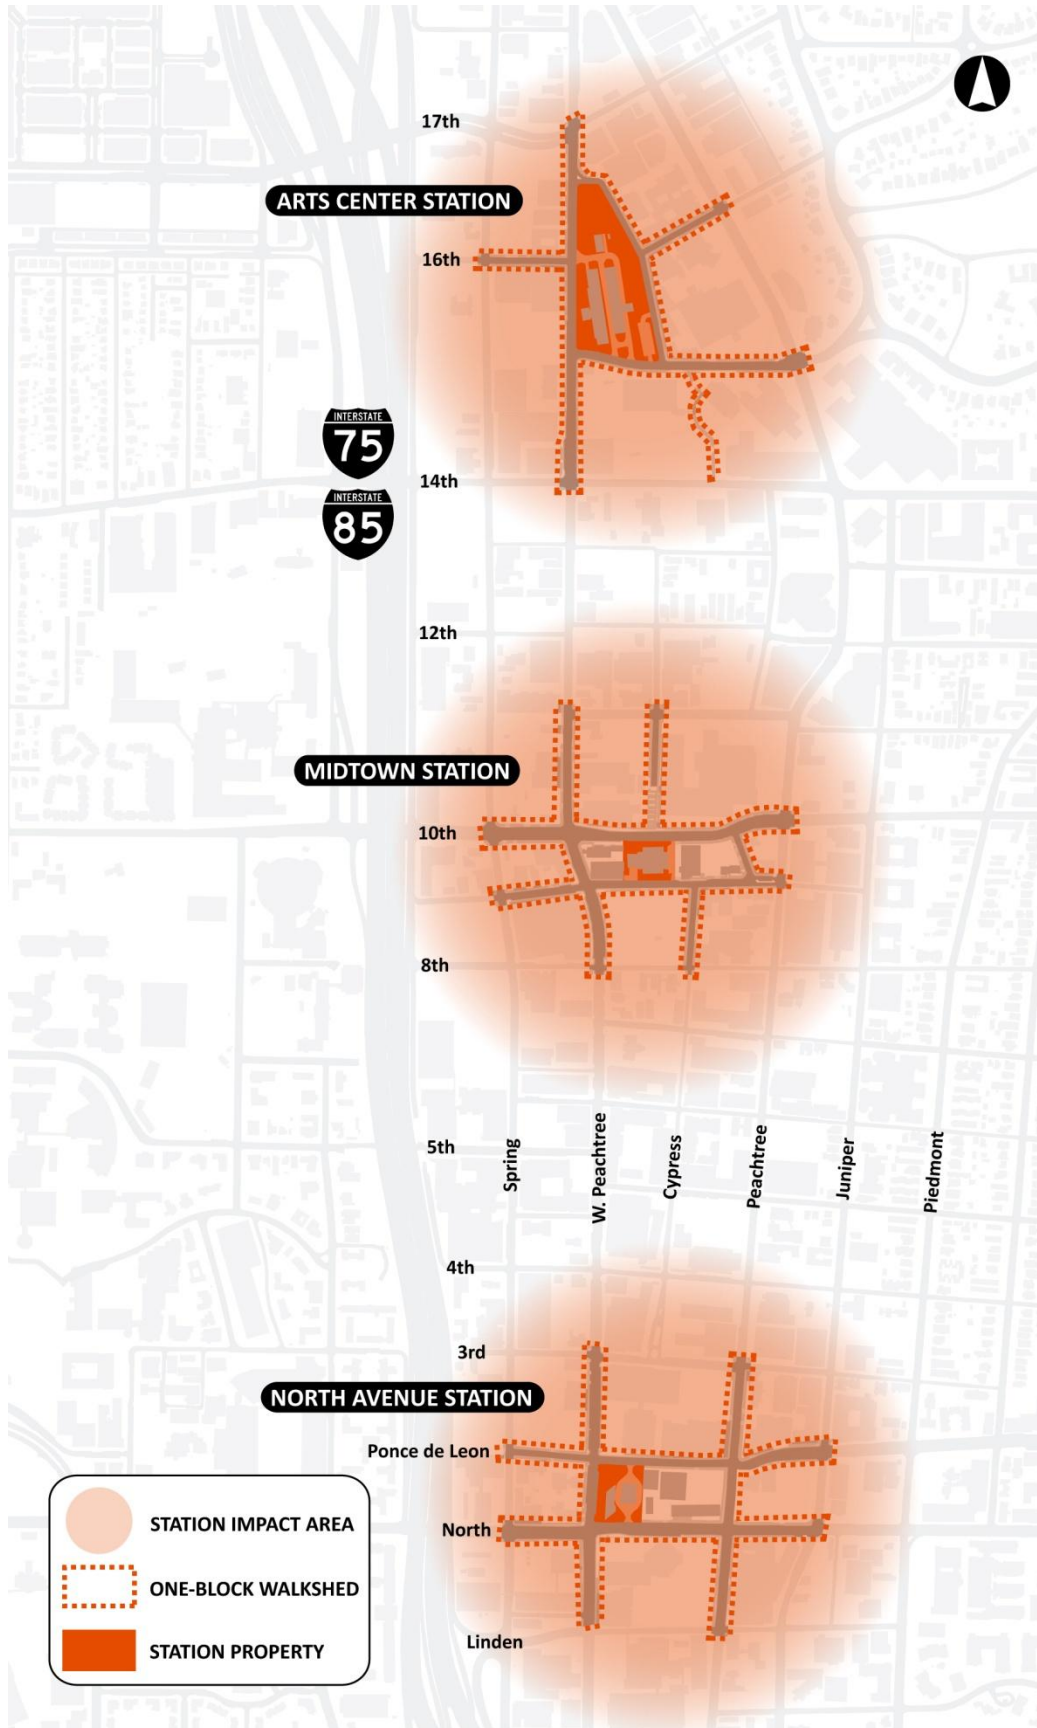 17th
ARTS CENTER STATION
16th
INTERSTATE
75
14th
INTERSTATE
85
12th
MIDTOWN STATION
10th
8th
5th
Spring
W. Peachtree
Cypress
Peachtree
Juniper
Piedmont
4th
3rd
NORTH AVENUE STATION
Ponce de Leon
North
Linden
STATION IMPACT AREA
ONE-BLOCK WALKSHED
STATION PROPERTY